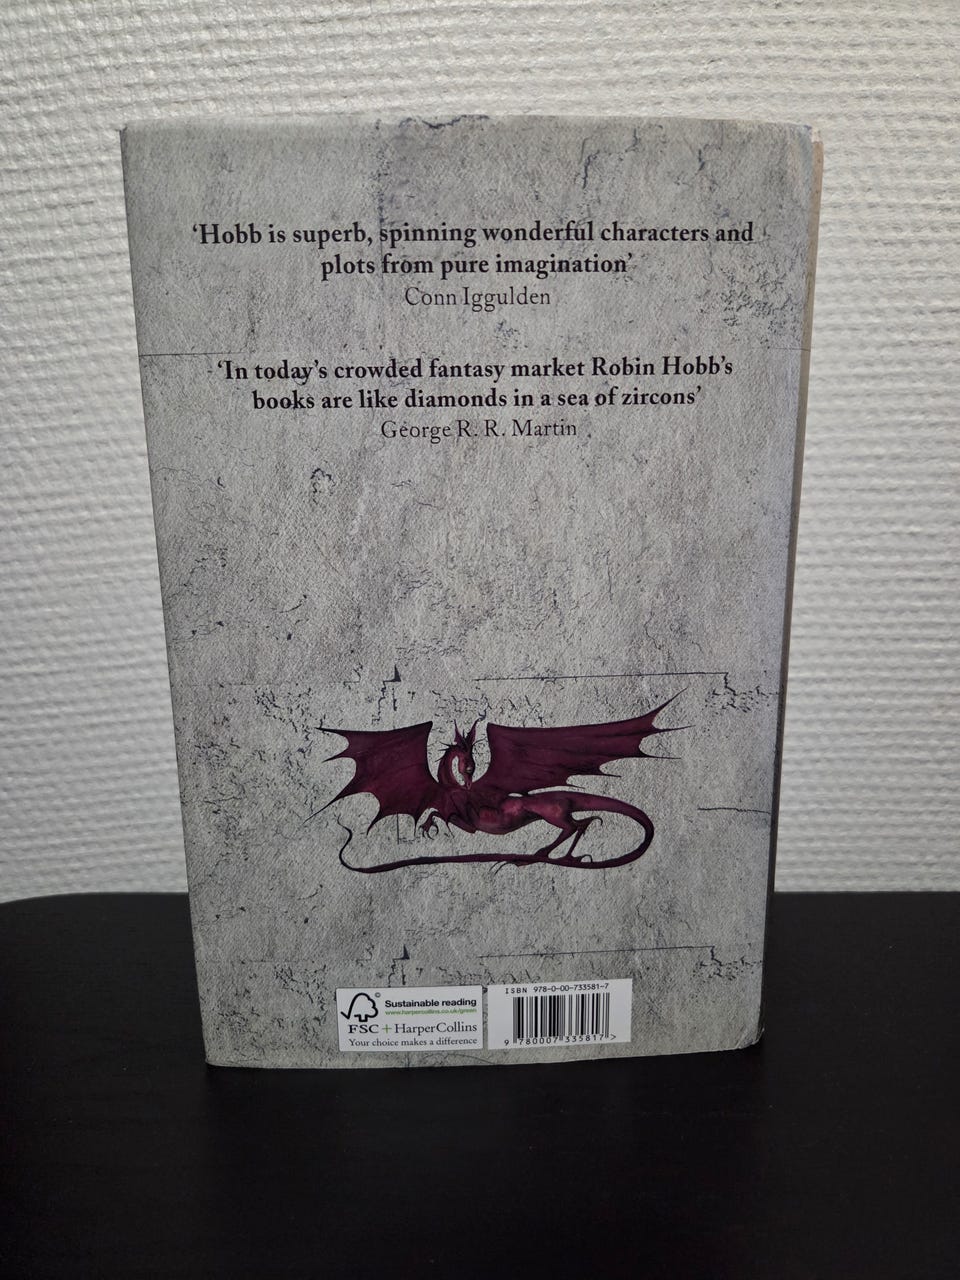 ‘Hobb is superb, spinning wonderful characters and
plots from pure imagination’
Conn Iggulden
‘In today’s crowded fantasy market Robin Hobb’s
books are like diamonds in a sea of zircons’
George R. R. Martin
Sustainable reading
www.harpercollins.co.uk/green
FSC + HarperCollins
Your choice makes a difference
ISBN 978-0-00-733581-7
9 780007 335817 >